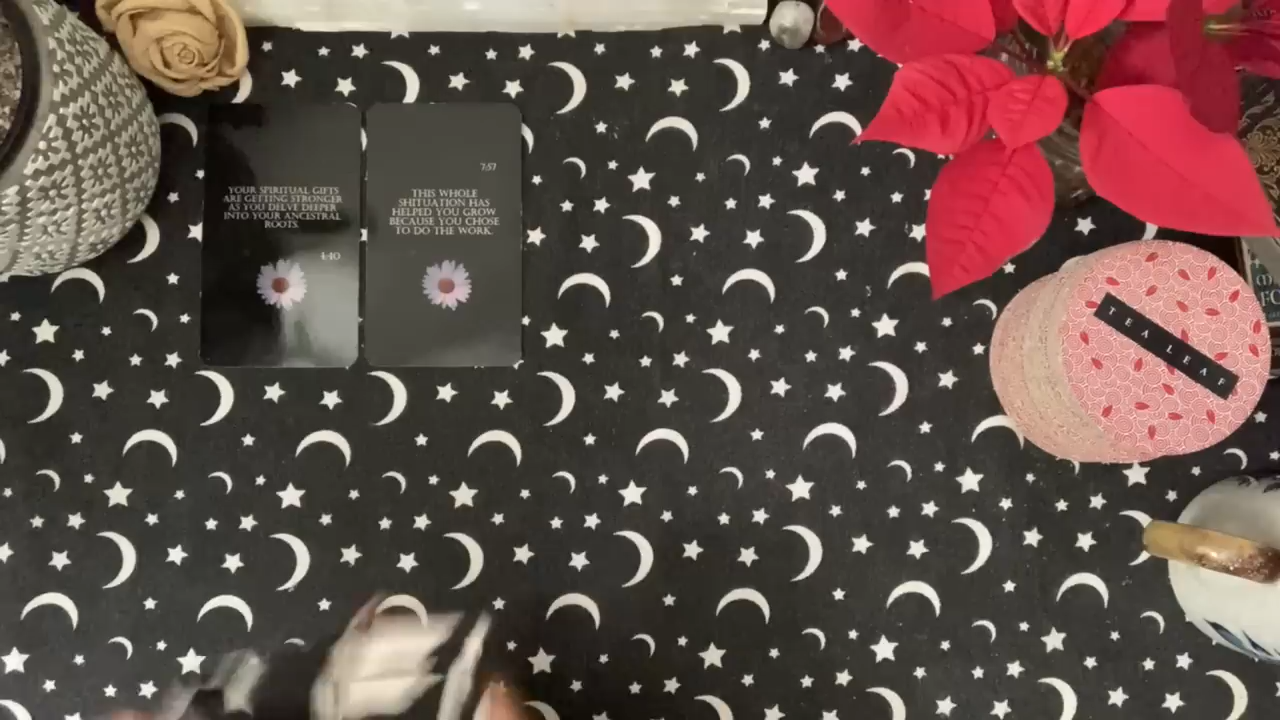 YOUR SPIRITUAL GIFTS
ARE GETTING STRONGER
AS YOU DELVE DEEPER
INTO YOUR ANCESTRAL
ROOTS.
4:40
7:57
THIS WHOLE
SHITUATION HAS
HELPED YOU GROW
BECAUSE YOU CHOSE
TO DO THE WORK.
TEA LEAF